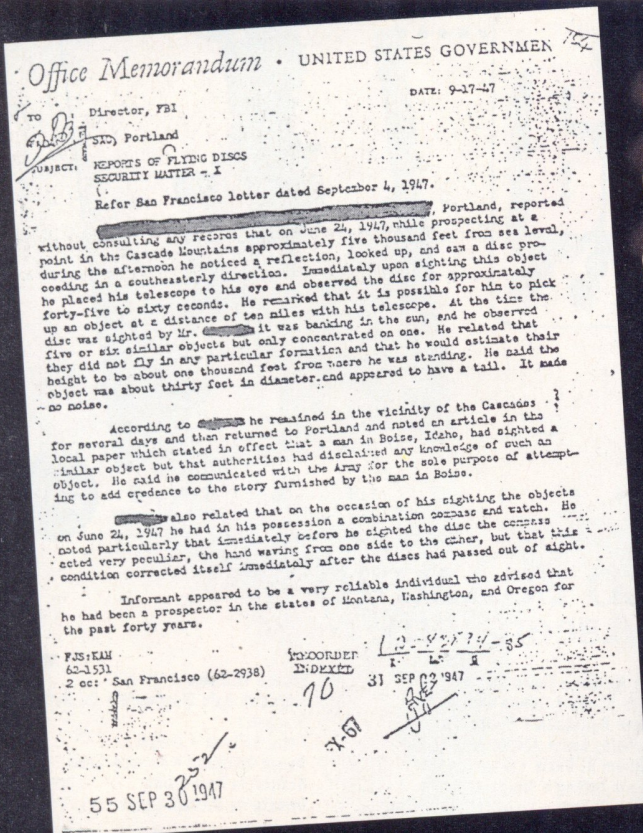 Office Memorandum • UNITED STATES GOVERNMEN
DATE: 9-17-47
TO
Director, FBI
SAC, Portland
SUBJECT:
REPORTS OF FLYING DISCS
SECURITY MATTER - X
Refer San Francisco letter dated September 4, 1947.
Portland, reported
without consulting any records that on June 24, 1947, while prospecting at a
point in the Cascade Mountains approximately five thousand feet from sea level,
during the afternoon he noticed a reflection, looked up, and saw a disc pro-
ceeding in a southeasterly direction. Immediately upon sighting this object
he placed his telescope to his eye and observed the disc for approximately
forty-five to sixty seconds. He remarked that it is possible for him to pick
up an object at a distance of ten miles with his telescope. At the time the
disc was sighted by Mr. it was banking in the sun, and he observed
five or six similar objects but only concentrated on one. He related that
they did not fly in any particular formation and that he would estimate their
height to be about one thousand feet from where he was standing. He said the
object was about thirty feet in diameter and appeared to have a tail. It made
no noise.
According to he remained in the vicinity of the Cascades
for several days and then returned to Portland and noted an article in the
local paper which stated in effect that a man in Boise, Idaho, had sighted a
similar object but that authorities had disclaimed any knowledge of such an
object. He said he communicated with the Army for the sole purpose of attempt-
ing to add credence to the story furnished by the man in Boise.
also related that on the occasion of his sighting the objects
on June 24, 1947 he had in his possession a combination compass and watch. He
noted particularly that immediately before he sighted the disc the compass
acted very peculiar, the hand waving from one side to the other, but that this
condition corrected itself immediately after the discs had passed out of sight.
Informant appeared to be a very reliable individual who advised that
he had been a prospector in the states of Montana, Washington, and Oregon for
the past forty years.
FJS:KAM
62-1531
2 cc: San Francisco (62-2938)
RECORDED
INDEXED
70
31 SEP 1947
X-67
252
55 SEP 30 1947